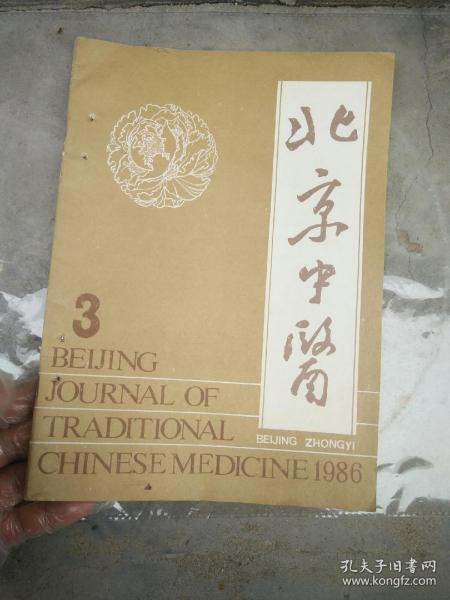 北京中醫
BEIJING ZHONGYI
3
BEIJING
JOURNAL OF
TRADITIONAL
CHINESE MEDICINE 1986
孔夫子旧书网
www.kongfz.com